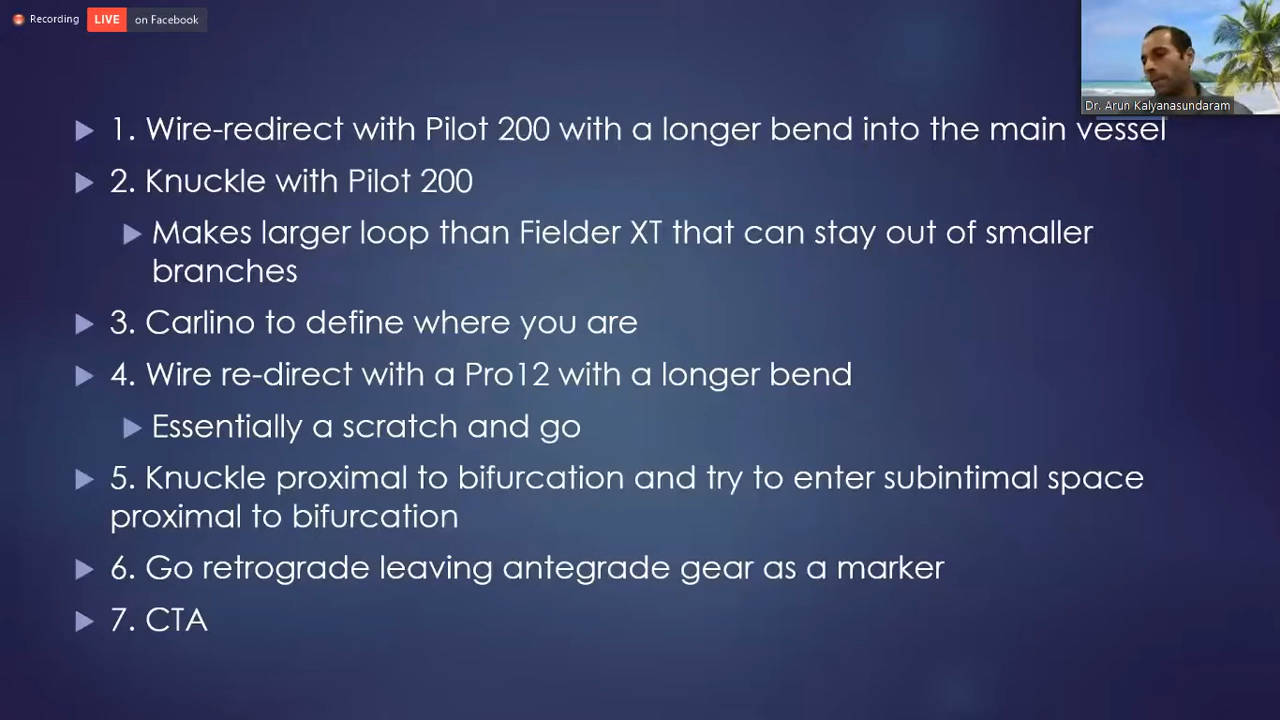 Recording LIVE on Facebook
Dr. Arun Kalyanasundaram
1. Wire-redirect with Pilot 200 with a longer bend into the main vessel
2. Knuckle with Pilot 200
Makes larger loop than Fielder XT that can stay out of smaller
branches
3. Carlino to define where you are
4. Wire re-direct with a Pro12 with a longer bend
Essentially a scratch and go
5. Knuckle proximal to bifurcation and try to enter subintimal space
proximal to bifurcation
6. Go retrograde leaving antegrade gear as a marker
7. CTA